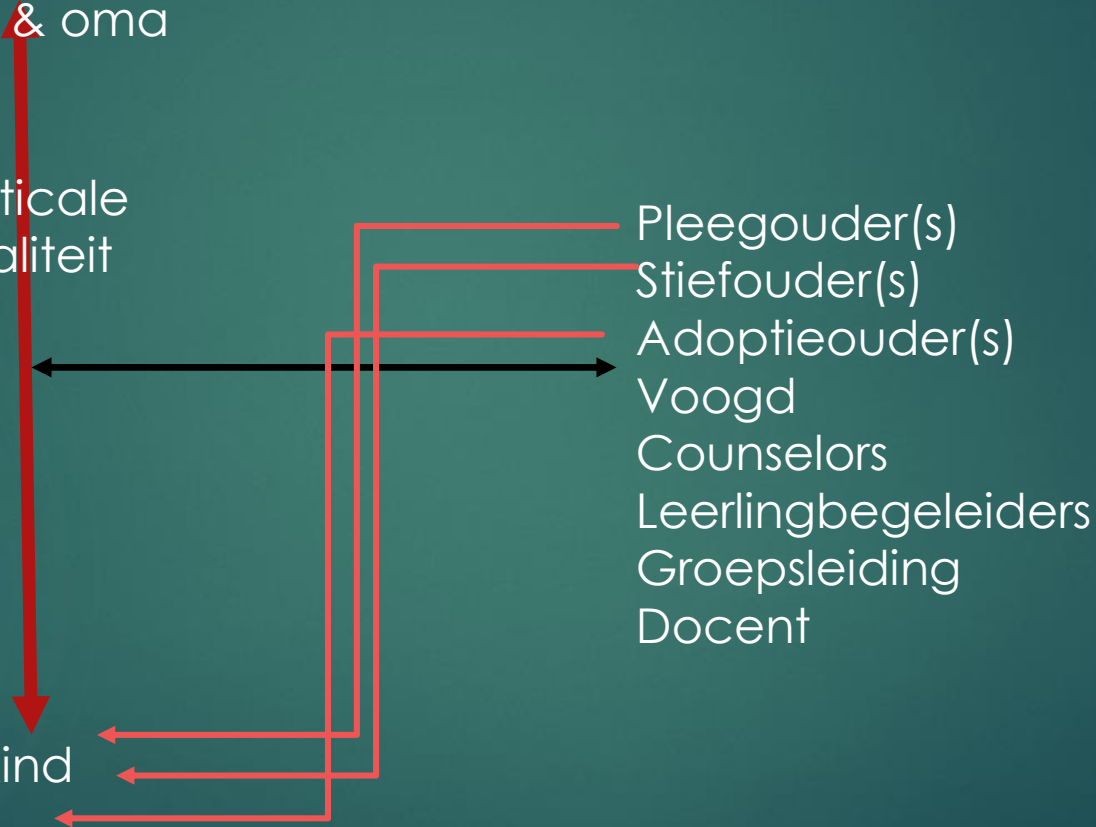 & oma
ticale
aliteit
Pleegouder(s)
Stiefouder(s)
Adoptieouder(s)
Voogd
Counselors
Leerlingbegeleiders
Groepsleiding
Docent
ind